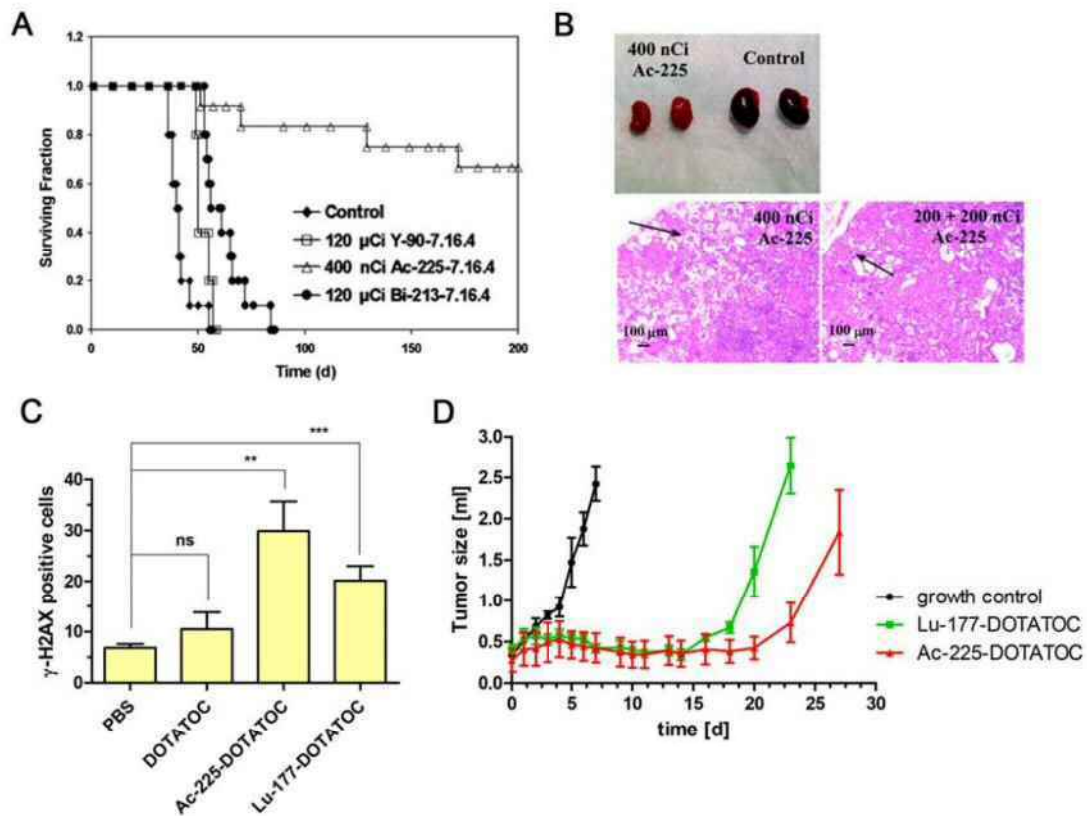 A
Surviving Fraction
1.2
1.0
0.8
0.6
0.4
0.2
0.0
0
50
100
150
200
Time (d)
Control
120 µCi Y-90-7.16.4
400 nCi Ac-225-7.16.4
120 µCi Bi-213-7.16.4
B
400 nCi
Ac-225
Control
400 nCi
Ac-225
100 µm
200 + 200 nCi
Ac-225
100 µm
C
γ-H2AX positive cells
40
30
20
10
0
ns
**
***
PBS
DOTATOC
Ac-225-DOTATOC
Lu-177-DOTATOC
D
Tumor size [ml]
3.0
2.5
2.0
1.5
1.0
0.5
0.0
0
5
10
15
20
25
30
time [d]
growth control
Lu-177-DOTATOC
Ac-225-DOTATOC